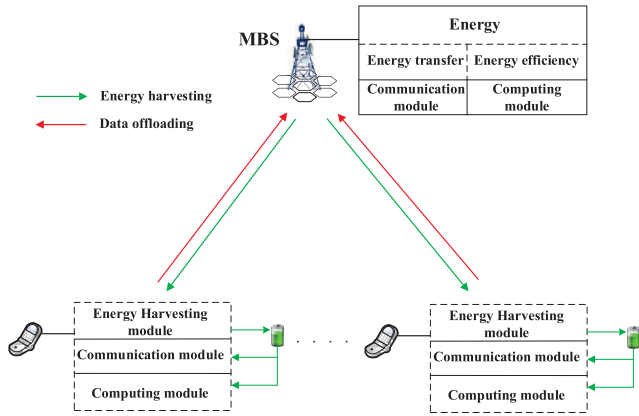 MBS
Energy
Energy transfer
Energy efficiency
Communication
module
Computing
module
Energy harvesting
Data offloading
Energy Harvesting
module
Communication module
Computing module
. . . . .
Energy Harvesting
module
Communication module
Computing module